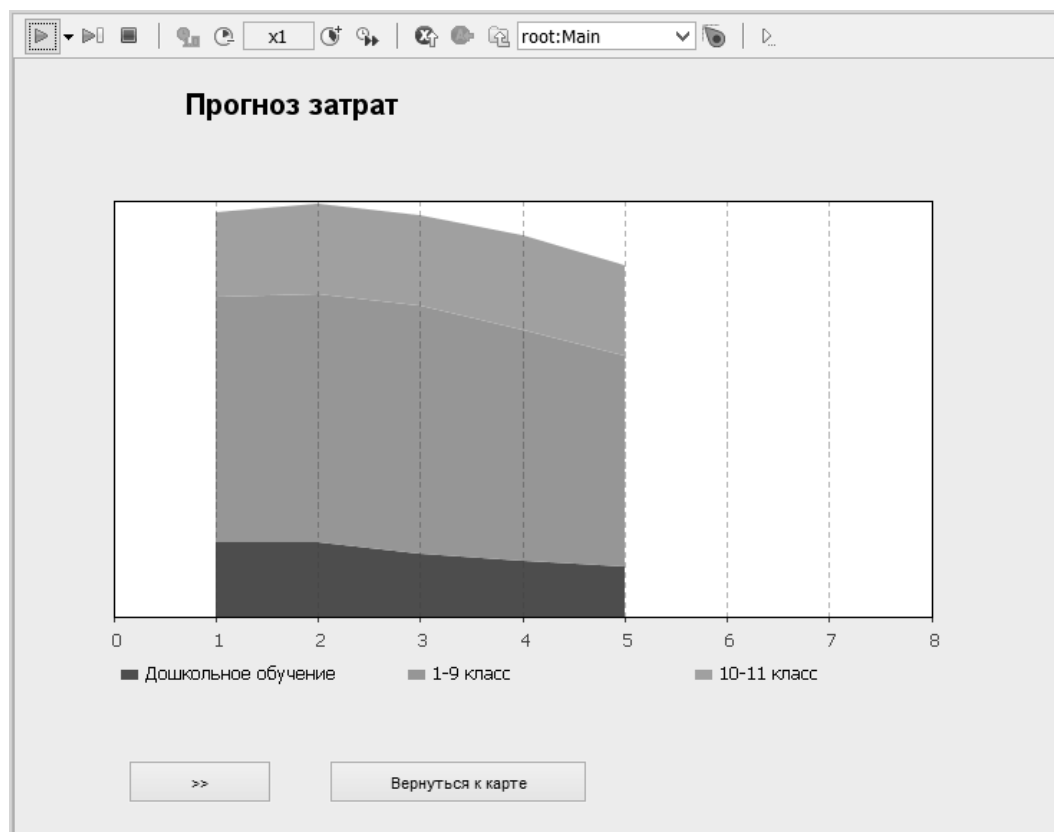 x1 root:Main
Прогноз затрат
0 1 2 3 4 5 6 7 8
Дошкольное обучение 1-9 класс 10-11 класс
>> Вернуться к карте